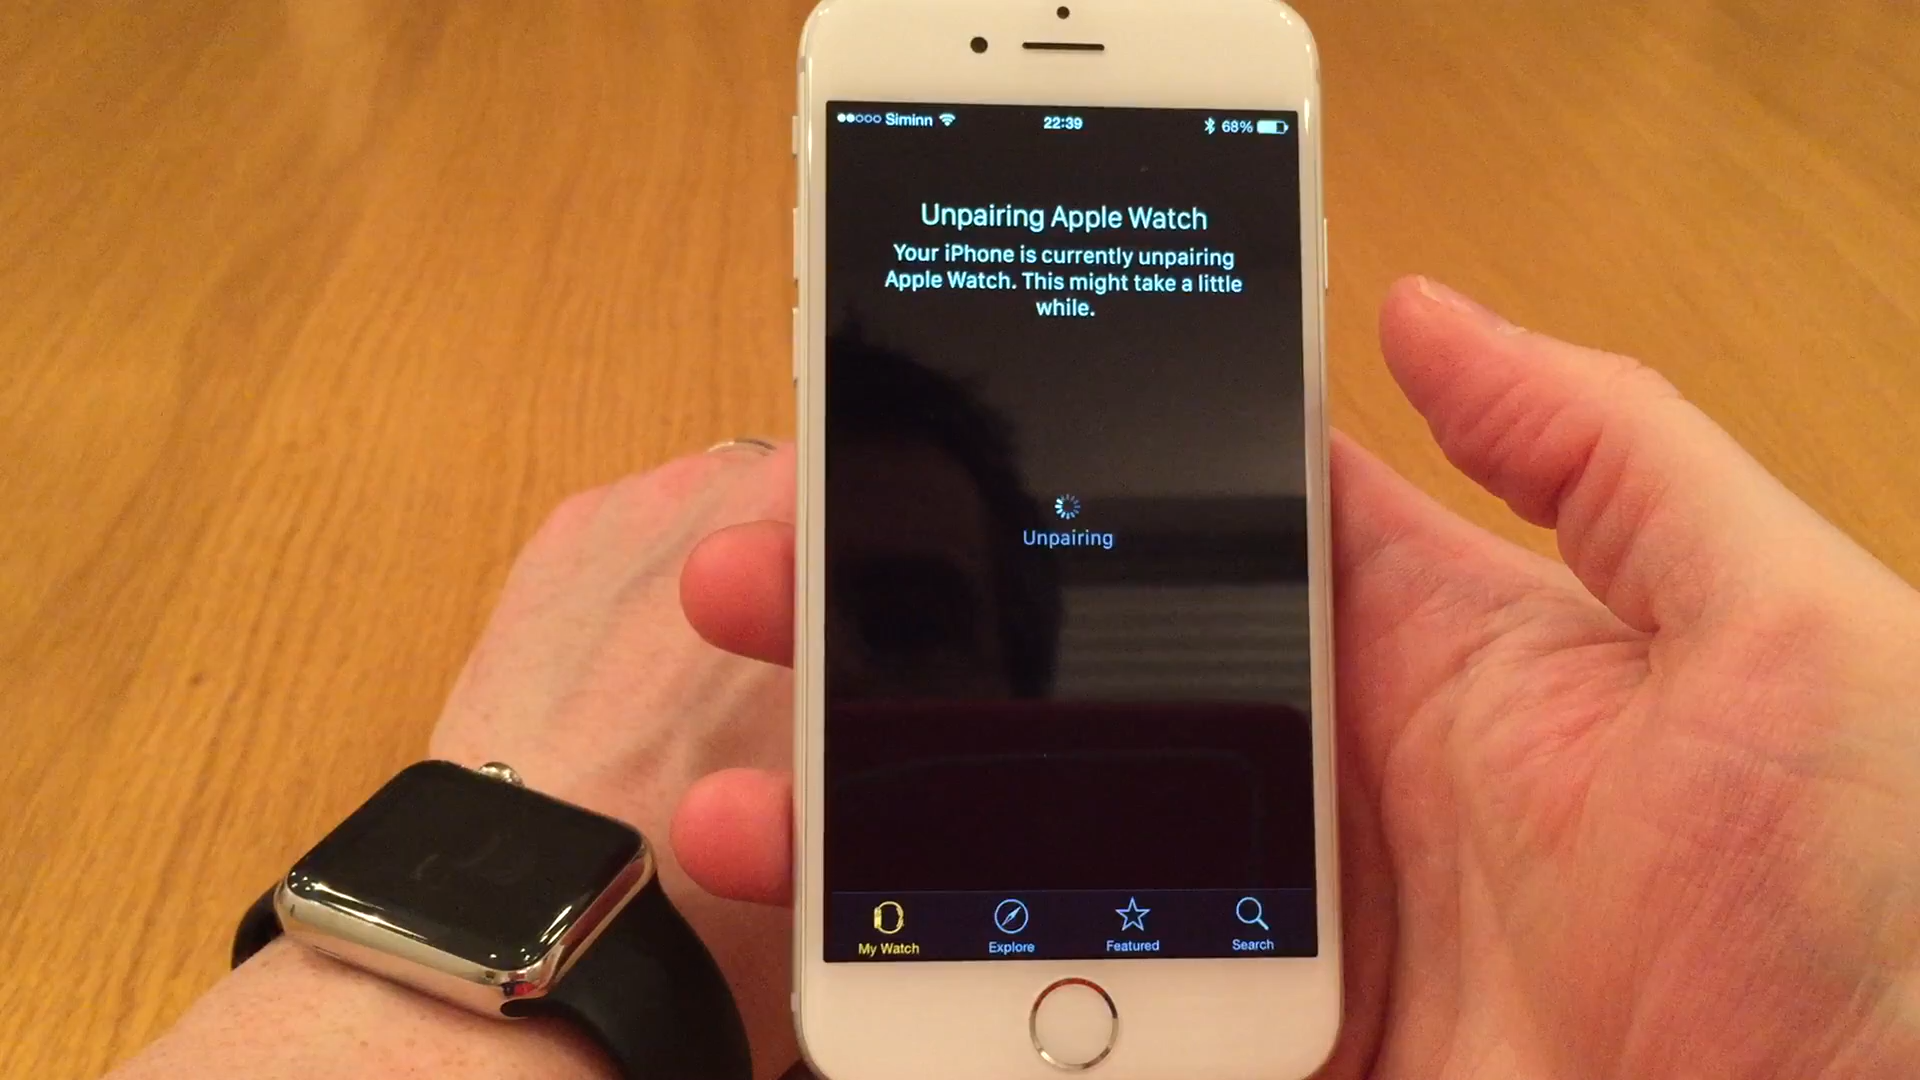 Siminn 22:39 68%
Unpairing Apple Watch
Your iPhone is currently unpairing
Apple Watch. This might take a little
while.
Unpairing
My Watch Explore Featured Search